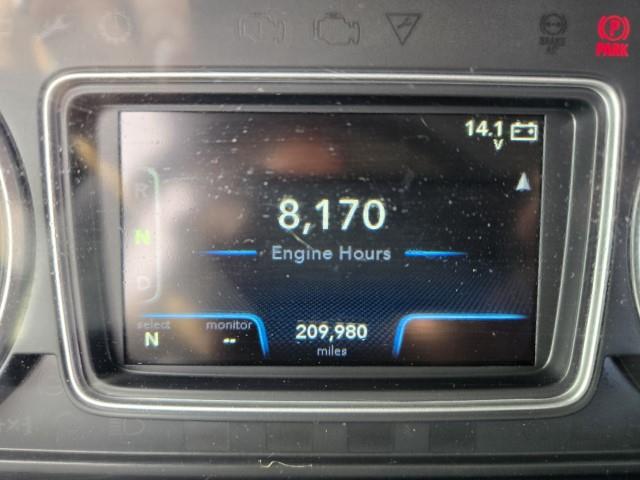 PARK
14.1
V
8,170
R
N
Engine Hours
D
select monitor 209,980
N -- miles